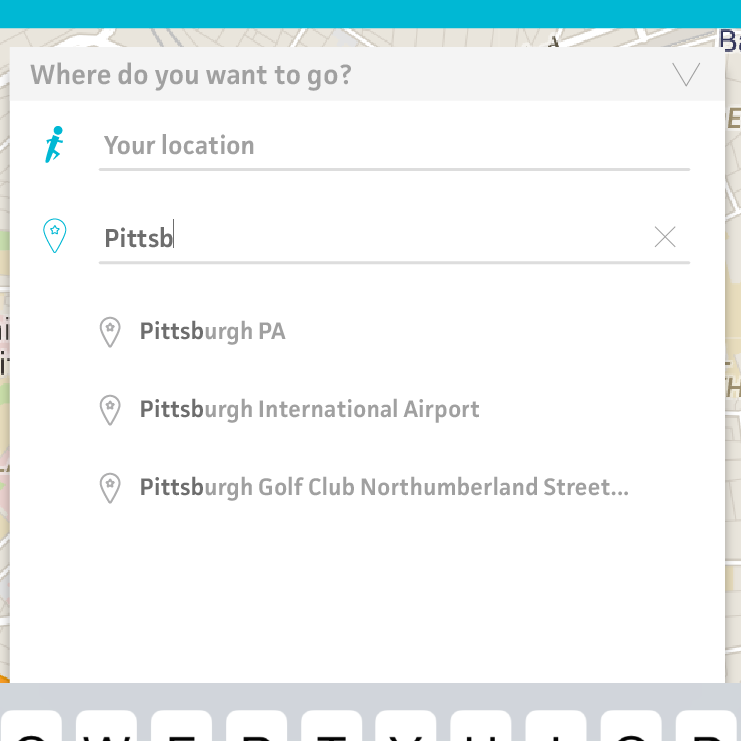 Where do you want to go?
Your location
Pittsb
Pittsburgh PA
Pittsburgh International Airport
Pittsburgh Golf Club Northumberland Street...